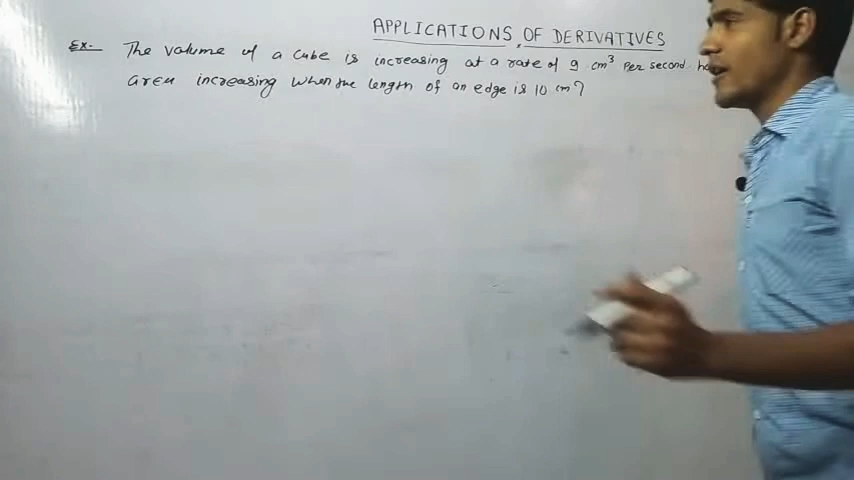 APPLICATIONS OF DERIVATIVES
Ex. The volume of a cube is increasing at a rate of 9 cm³ per second.
area increasing when the length of an edge is 10 cm?